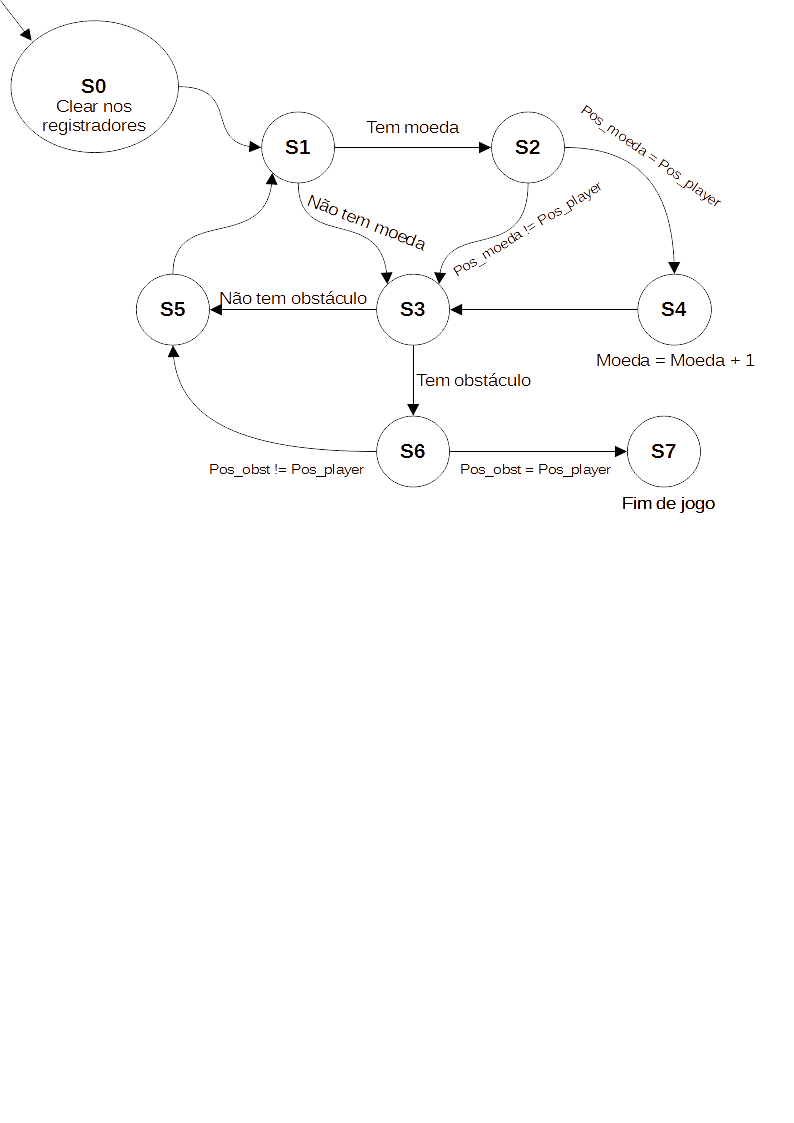 S0
Clear nos
registradores
S1
Tem moeda
S2
Pos_moeda = Pos_player
Não tem moeda
Pos_moeda != Pos_player
S5
Não tem obstáculo
S3
S4
Moeda = Moeda + 1
Tem obstáculo
S6
S7
Pos_obst != Pos_player
Pos_obst = Pos_player
Fim de jogo